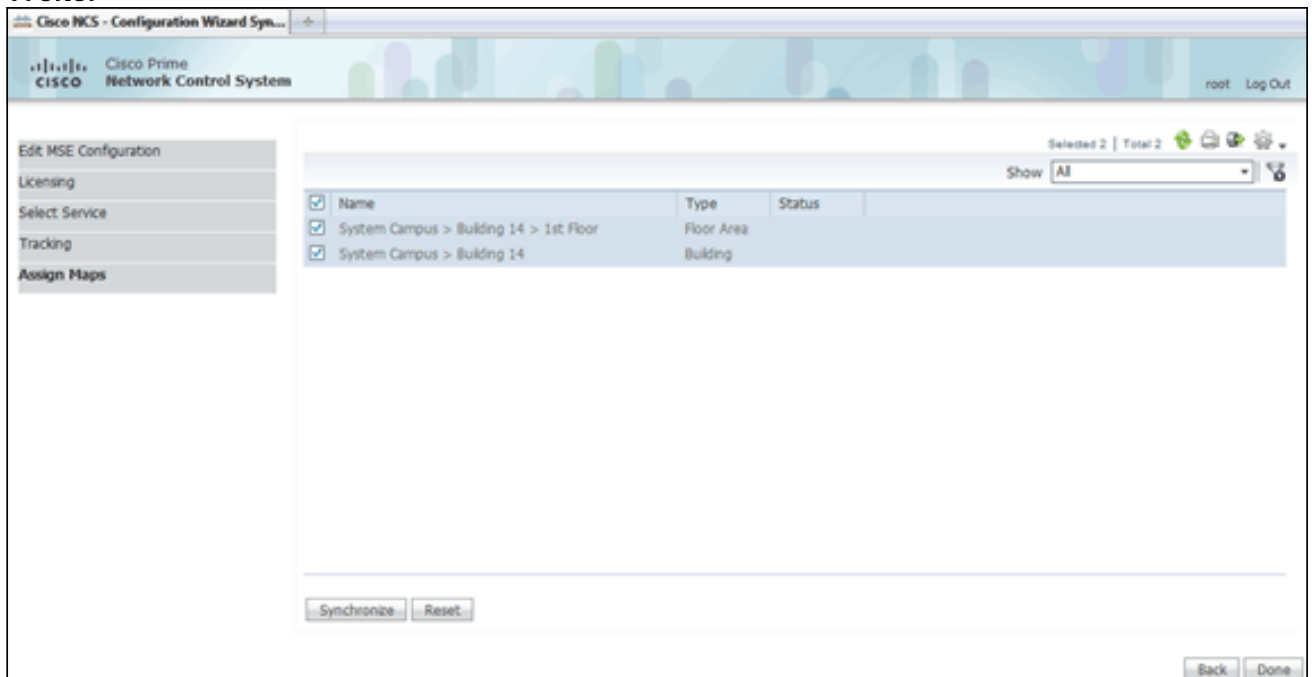 Cisco NCS - Configuration Wizard Syn...
CISCO
Cisco Prime
Network Control System
root Log Out
Edit MSE Configuration
Licensing
Select Service
Tracking
Assign Maps
Selected 2 | Total 2
Show All
Name Type Status
System Campus > Building 14 > 1st Floor Floor Area
System Campus > Building 14 Building
Synchronize Reset
Back Done